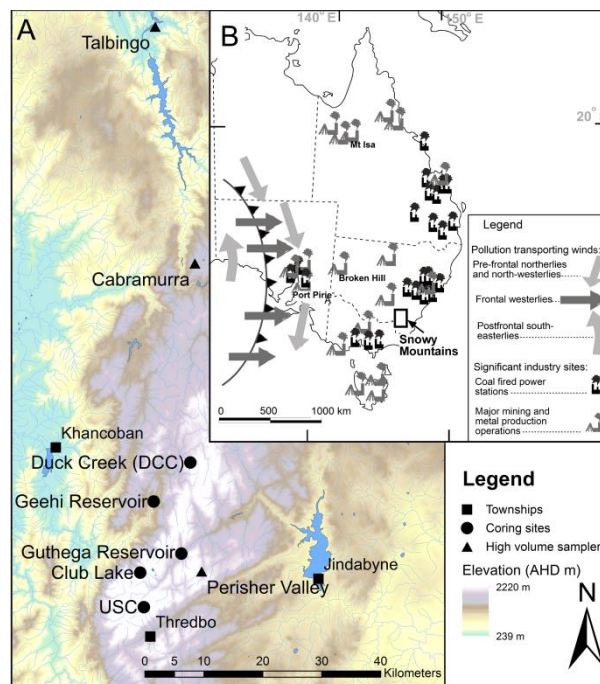 A
Talbingo
Cabramurra
Khancoban
Duck Creek (DCC)
Geehi Reservoir
Guthega Reservoir
Club Lake
Perisher Valley
Jindabyne
USC
Thredbo
0 5 10 20 30 40
Kilometers
B
140° E
150° E
20°
Mt Isa
Broken Hill
Port Pirie
Snowy
Mountains
0 500 1000 km
Legend
Pollution transporting winds:
Pre-frontal northerlies
and north-westerlies
Frontal westerlies
Postfrontal south-
easterlies
Significant industry sites:
Coal fired power
stations
Major mining and
metal production
operations
Legend
Townships
Coring sites
High volume sampler
Elevation (AHD m)
2220 m
239 m
N